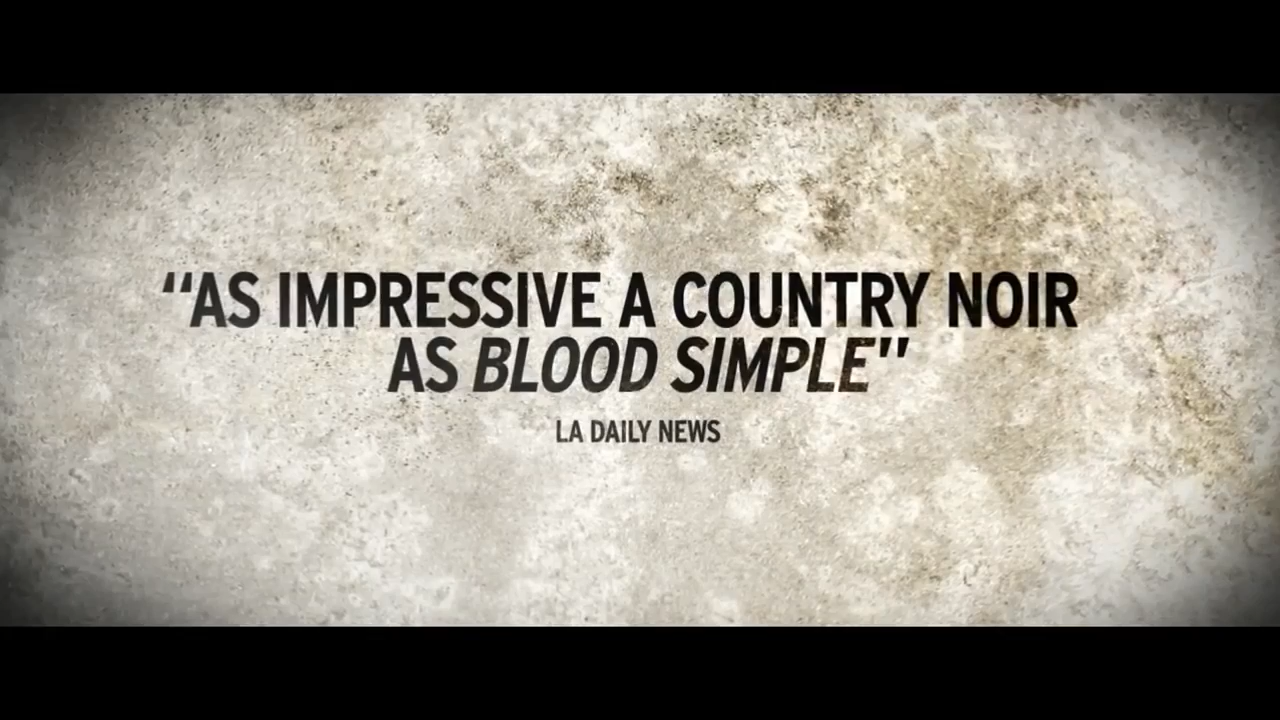 “AS IMPRESSIVE A COUNTRY NOIR
AS BLOOD SIMPLE”
LA DAILY NEWS